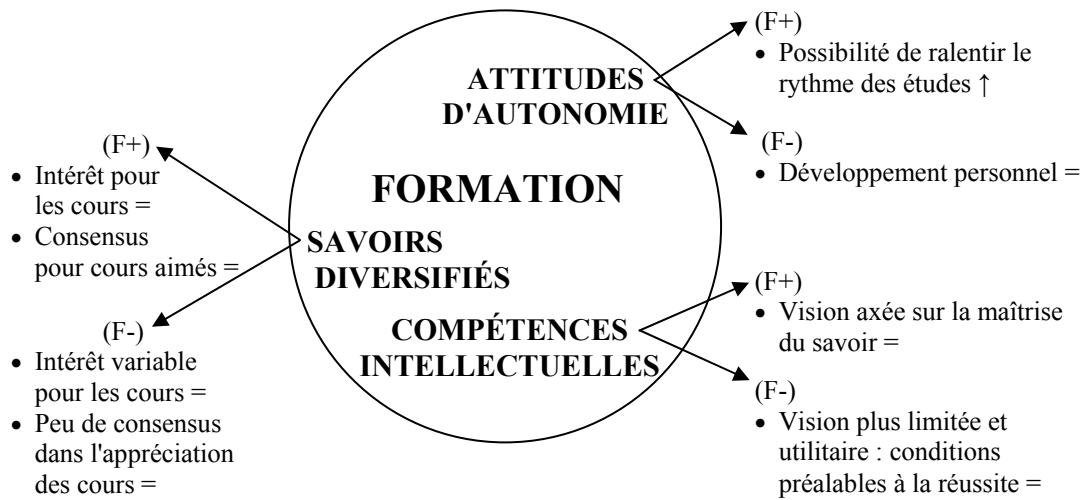 (F+)
• Possibilité de ralentir le
rythme des études ↑
ATTITUDES
D'AUTONOMIE
(F-)
• Développement personnel =
(F+)
• Intérêt pour
les cours =
• Consensus
pour cours aimés =
FORMATION
SAVOIRS
DIVERSIFIÉS
(F-)
• Intérêt variable
pour les cours =
• Peu de consensus
dans l'appréciation
des cours =
COMPÉTENCES
INTELLECTUELLES
(F+)
• Vision axée sur la maîtrise
du savoir =
(F-)
• Vision plus limitée et
utilitaire : conditions
préalables à la réussite =